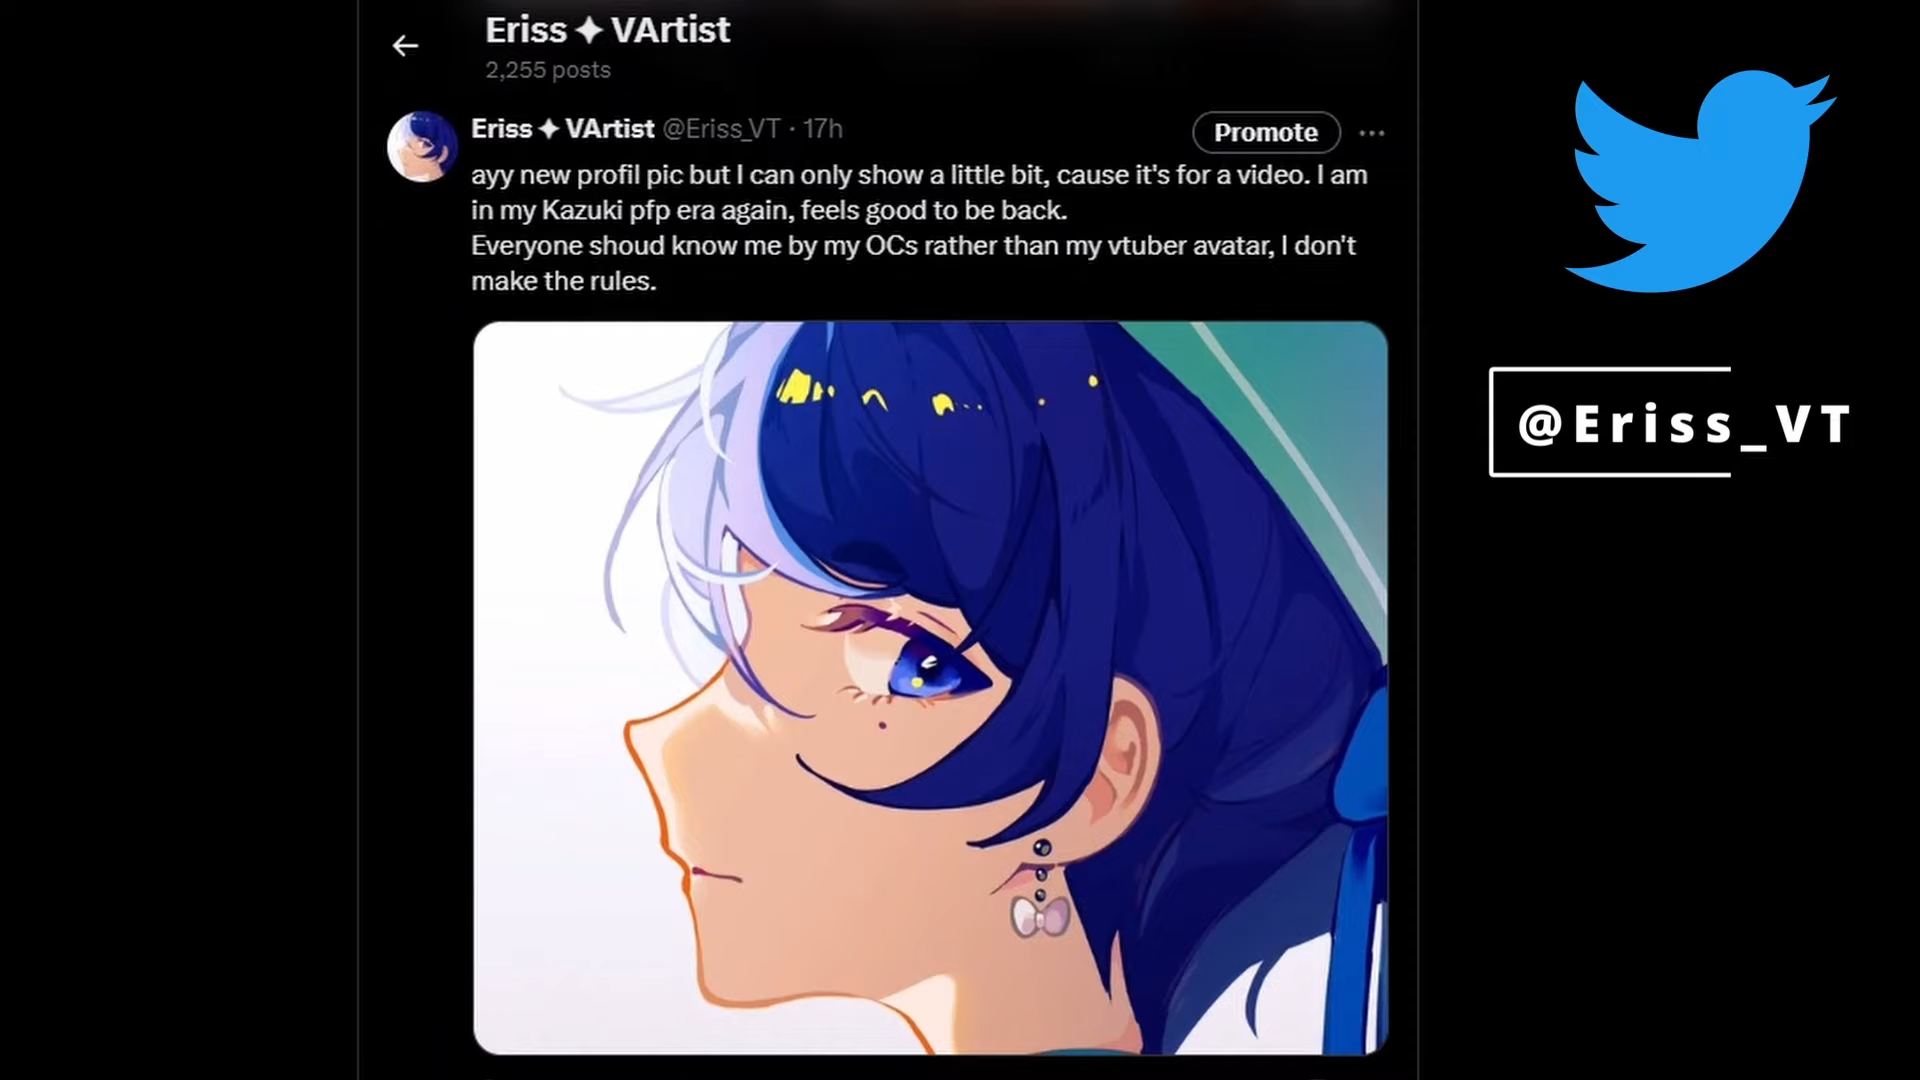 Eriss ✦ VArtist
2,255 posts
Eriss ✦ VArtist @Eriss_VT · 17h
Promote
ayy new profil pic but I can only show a little bit, cause it's for a video. I am
in my Kazuki pfp era again, feels good to be back.
Everyone shoud know me by my OCs rather than my vtuber avatar, I don't
make the rules.
@Eriss_VT